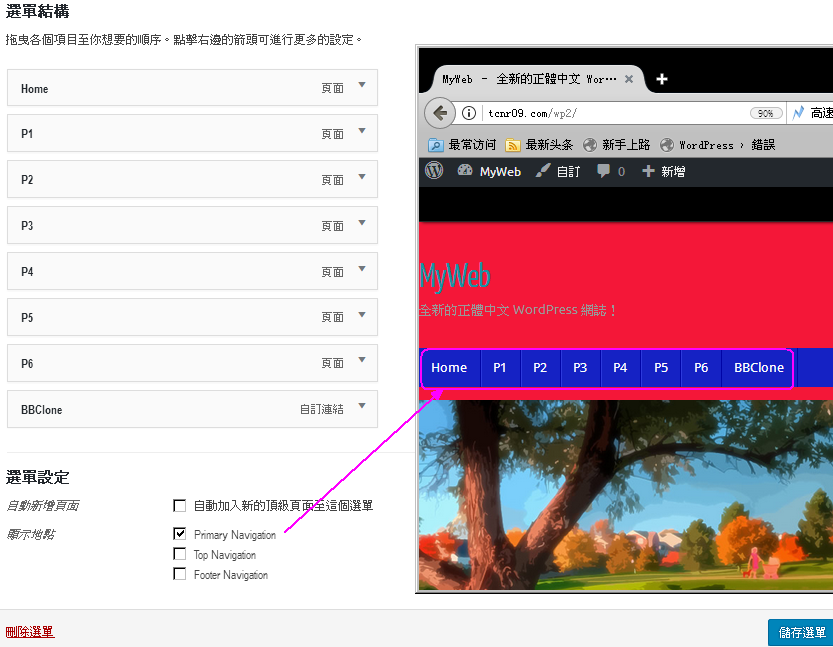 選單結構
拖曳各個項目至你想要的順序。點擊右邊的箭頭可進行更多的設定。
Home 頁面
P1 頁面
P2 頁面
P3 頁面
P4 頁面
P5 頁面
P6 頁面
BBClone 自訂連結
選單設定
自動新增頁面 自動加入新的頂級頁面至這個選單
顯示地點 Primary Navigation
Top Navigation
Footer Navigation
刪除選單
儲存選單
MyWeb - 全新的正體中文 Wor…
tcnr09.com/wp2/ 90% 高速
最常访问 最新头条 新手上路 WordPress › 錯誤
MyWeb 自訂 0 新增
MyWeb
全新的正體中文 WordPress 網誌！
Home P1 P2 P3 P4 P5 P6 BBClone